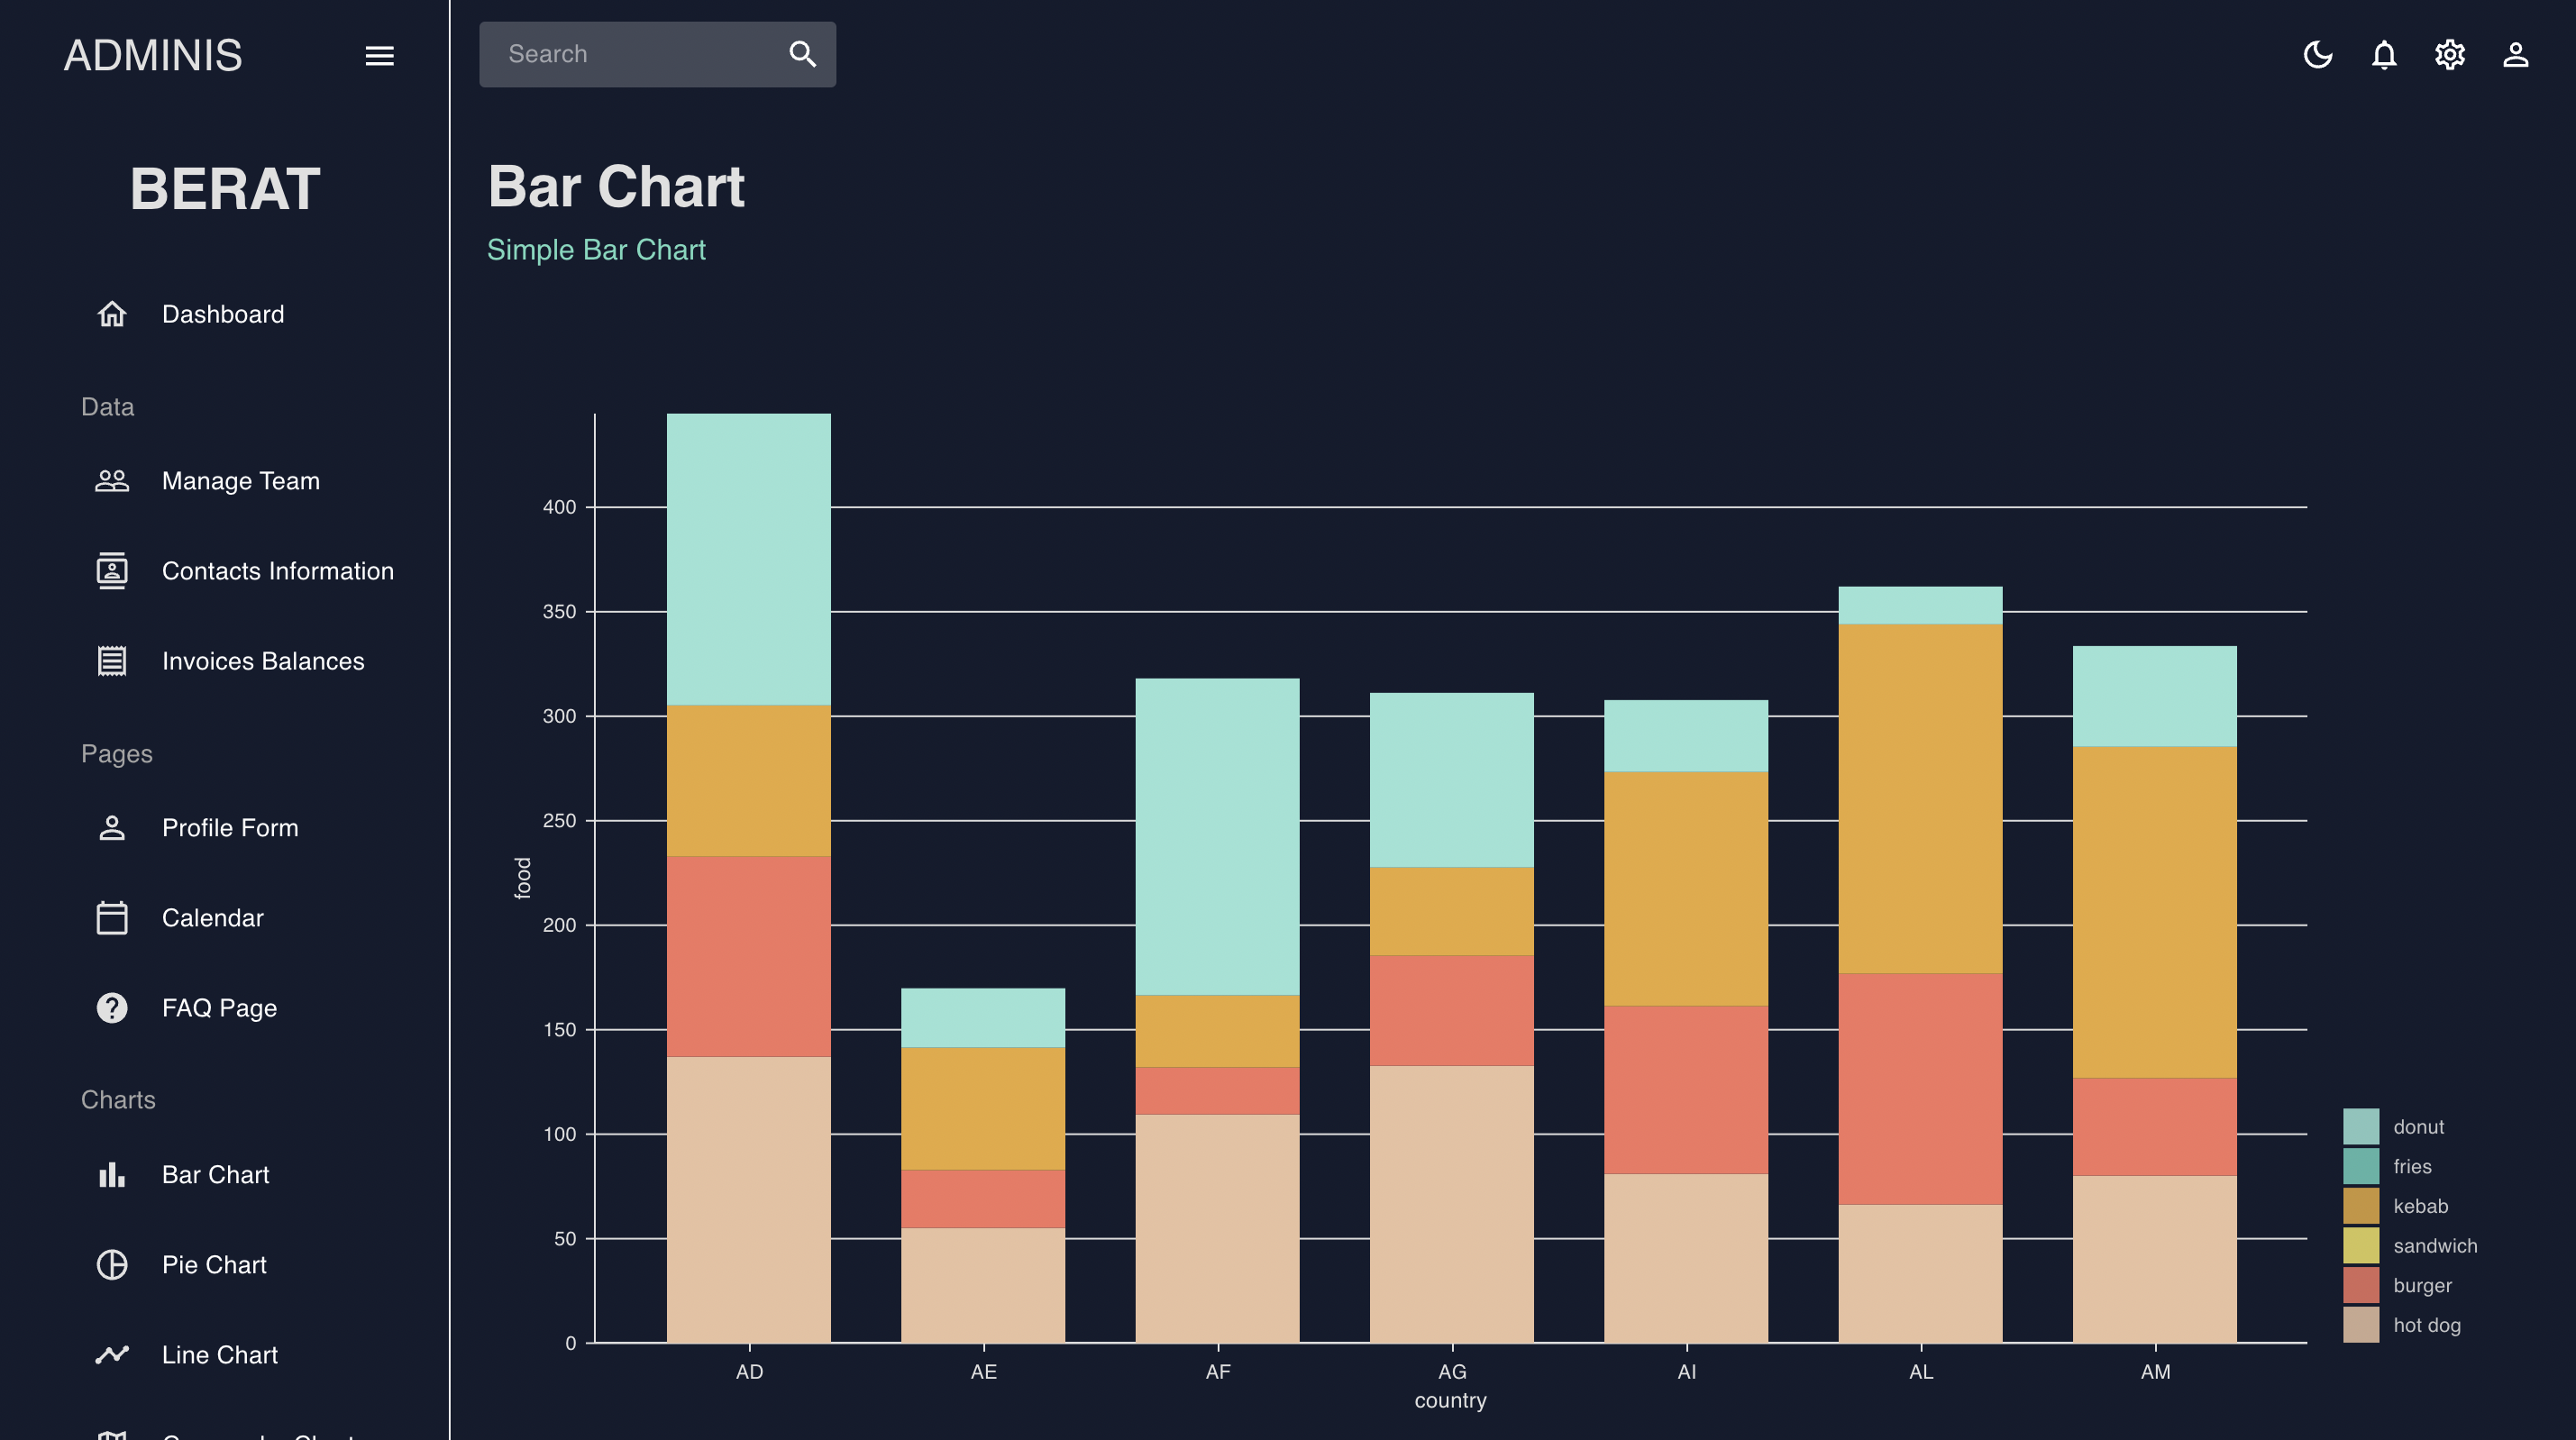 ADMINIS
BERAT
Dashboard
Data
Manage Team
Contacts Information
Invoices Balances
Pages
Profile Form
Calendar
FAQ Page
Charts
Bar Chart
Pie Chart
Line Chart
Search
Bar Chart
Simple Bar Chart
food
400
350
300
250
200
150
100
50
0
AD
AE
AF
AG
AI
AL
AM
country
donut
fries
kebab
sandwich
burger
hot dog